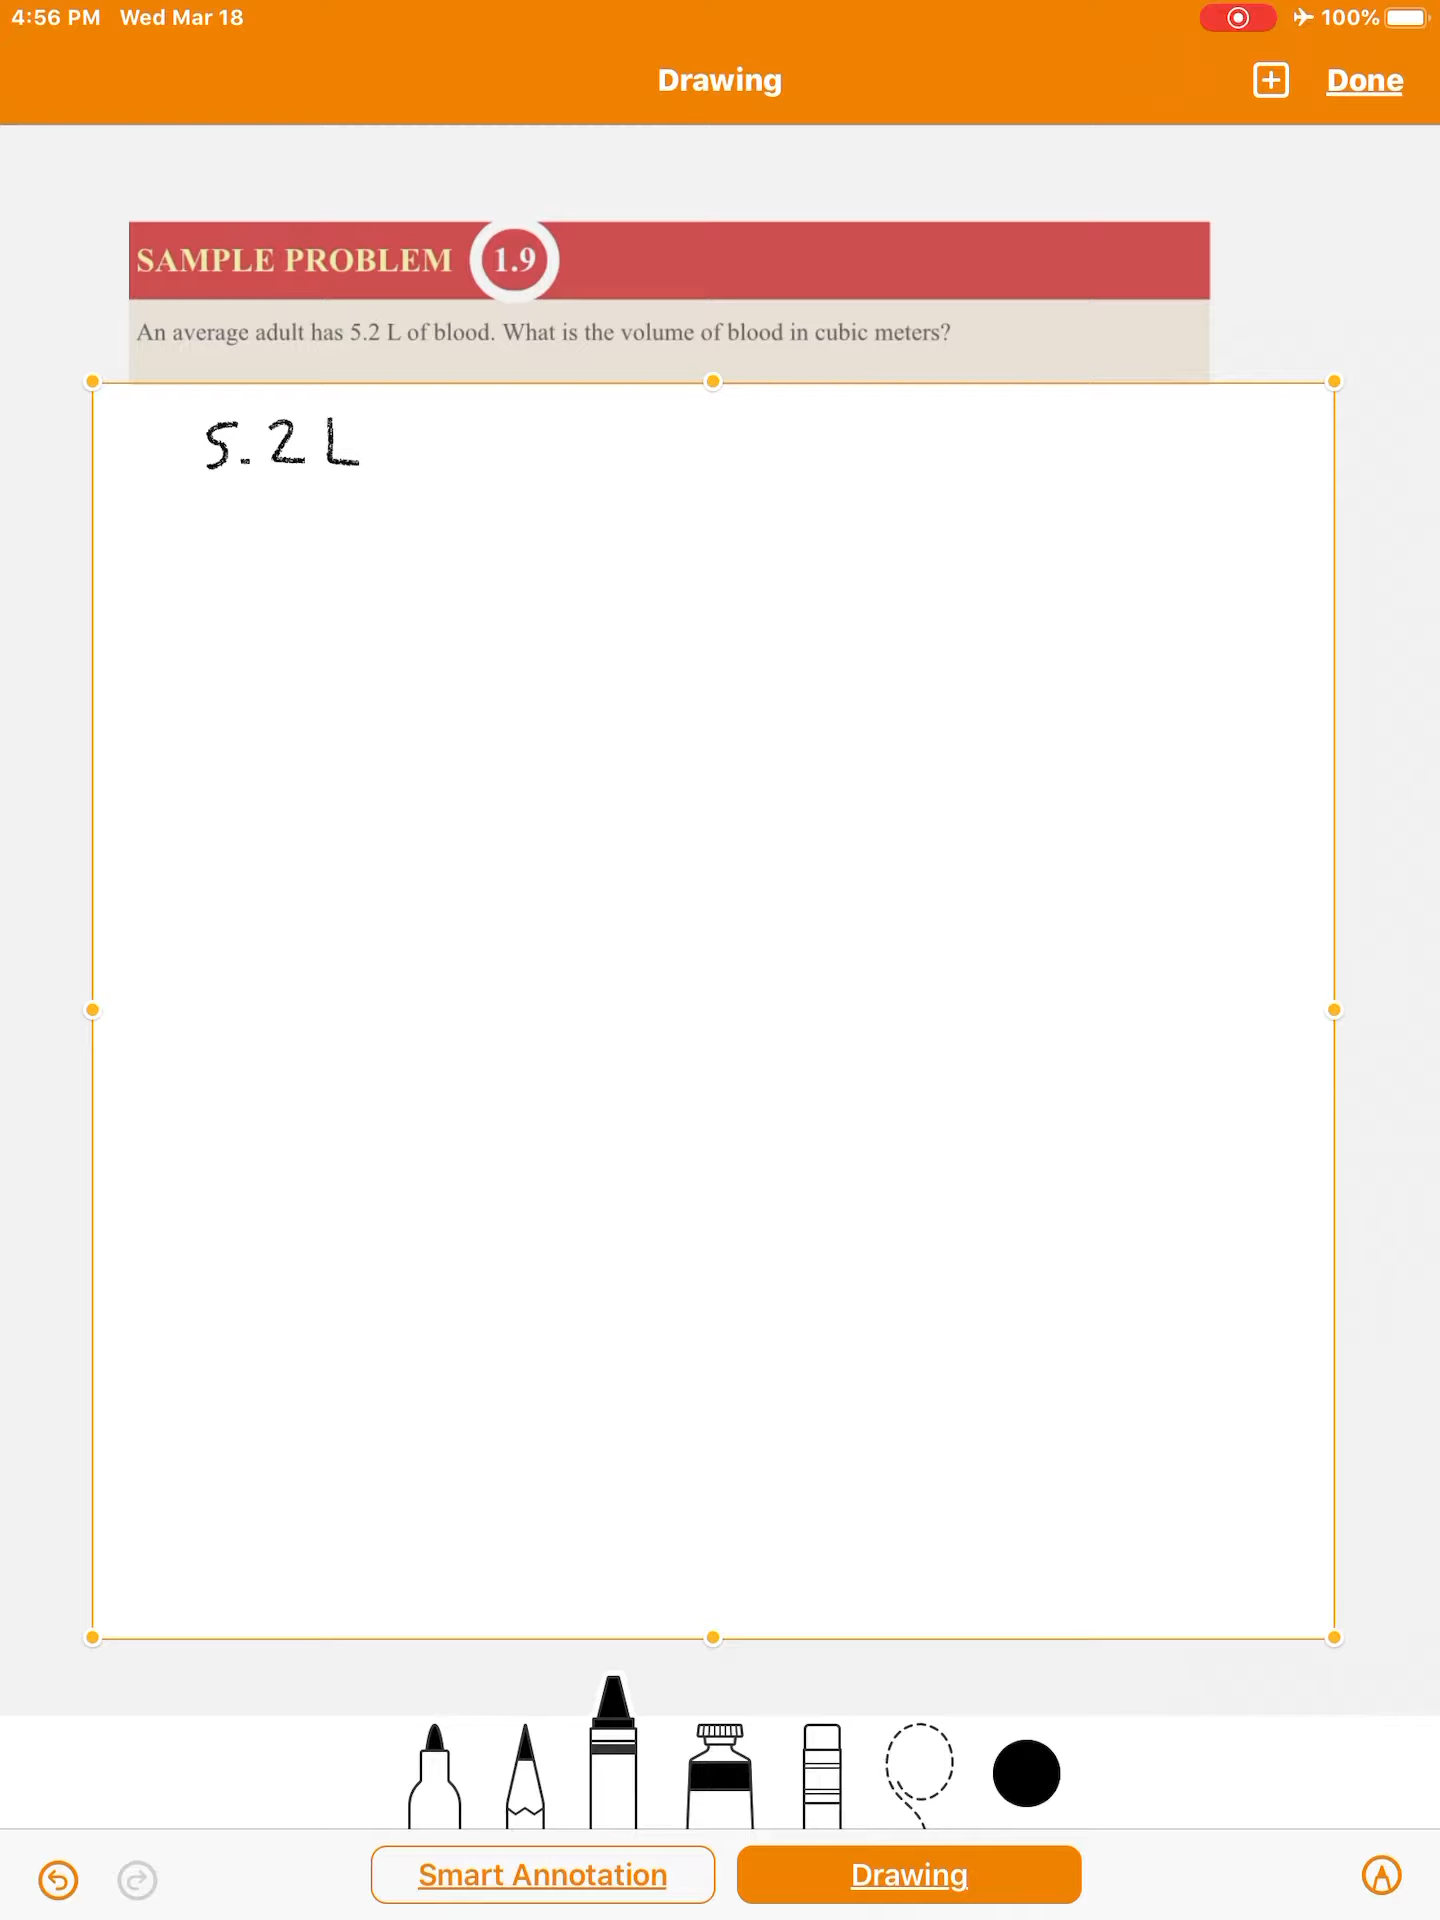 4:56 PM Wed Mar 18 100%
Drawing Done
SAMPLE PROBLEM 1.9
An average adult has 5.2 L of blood. What is the volume of blood in cubic meters?
5.2 L
Smart Annotation Drawing